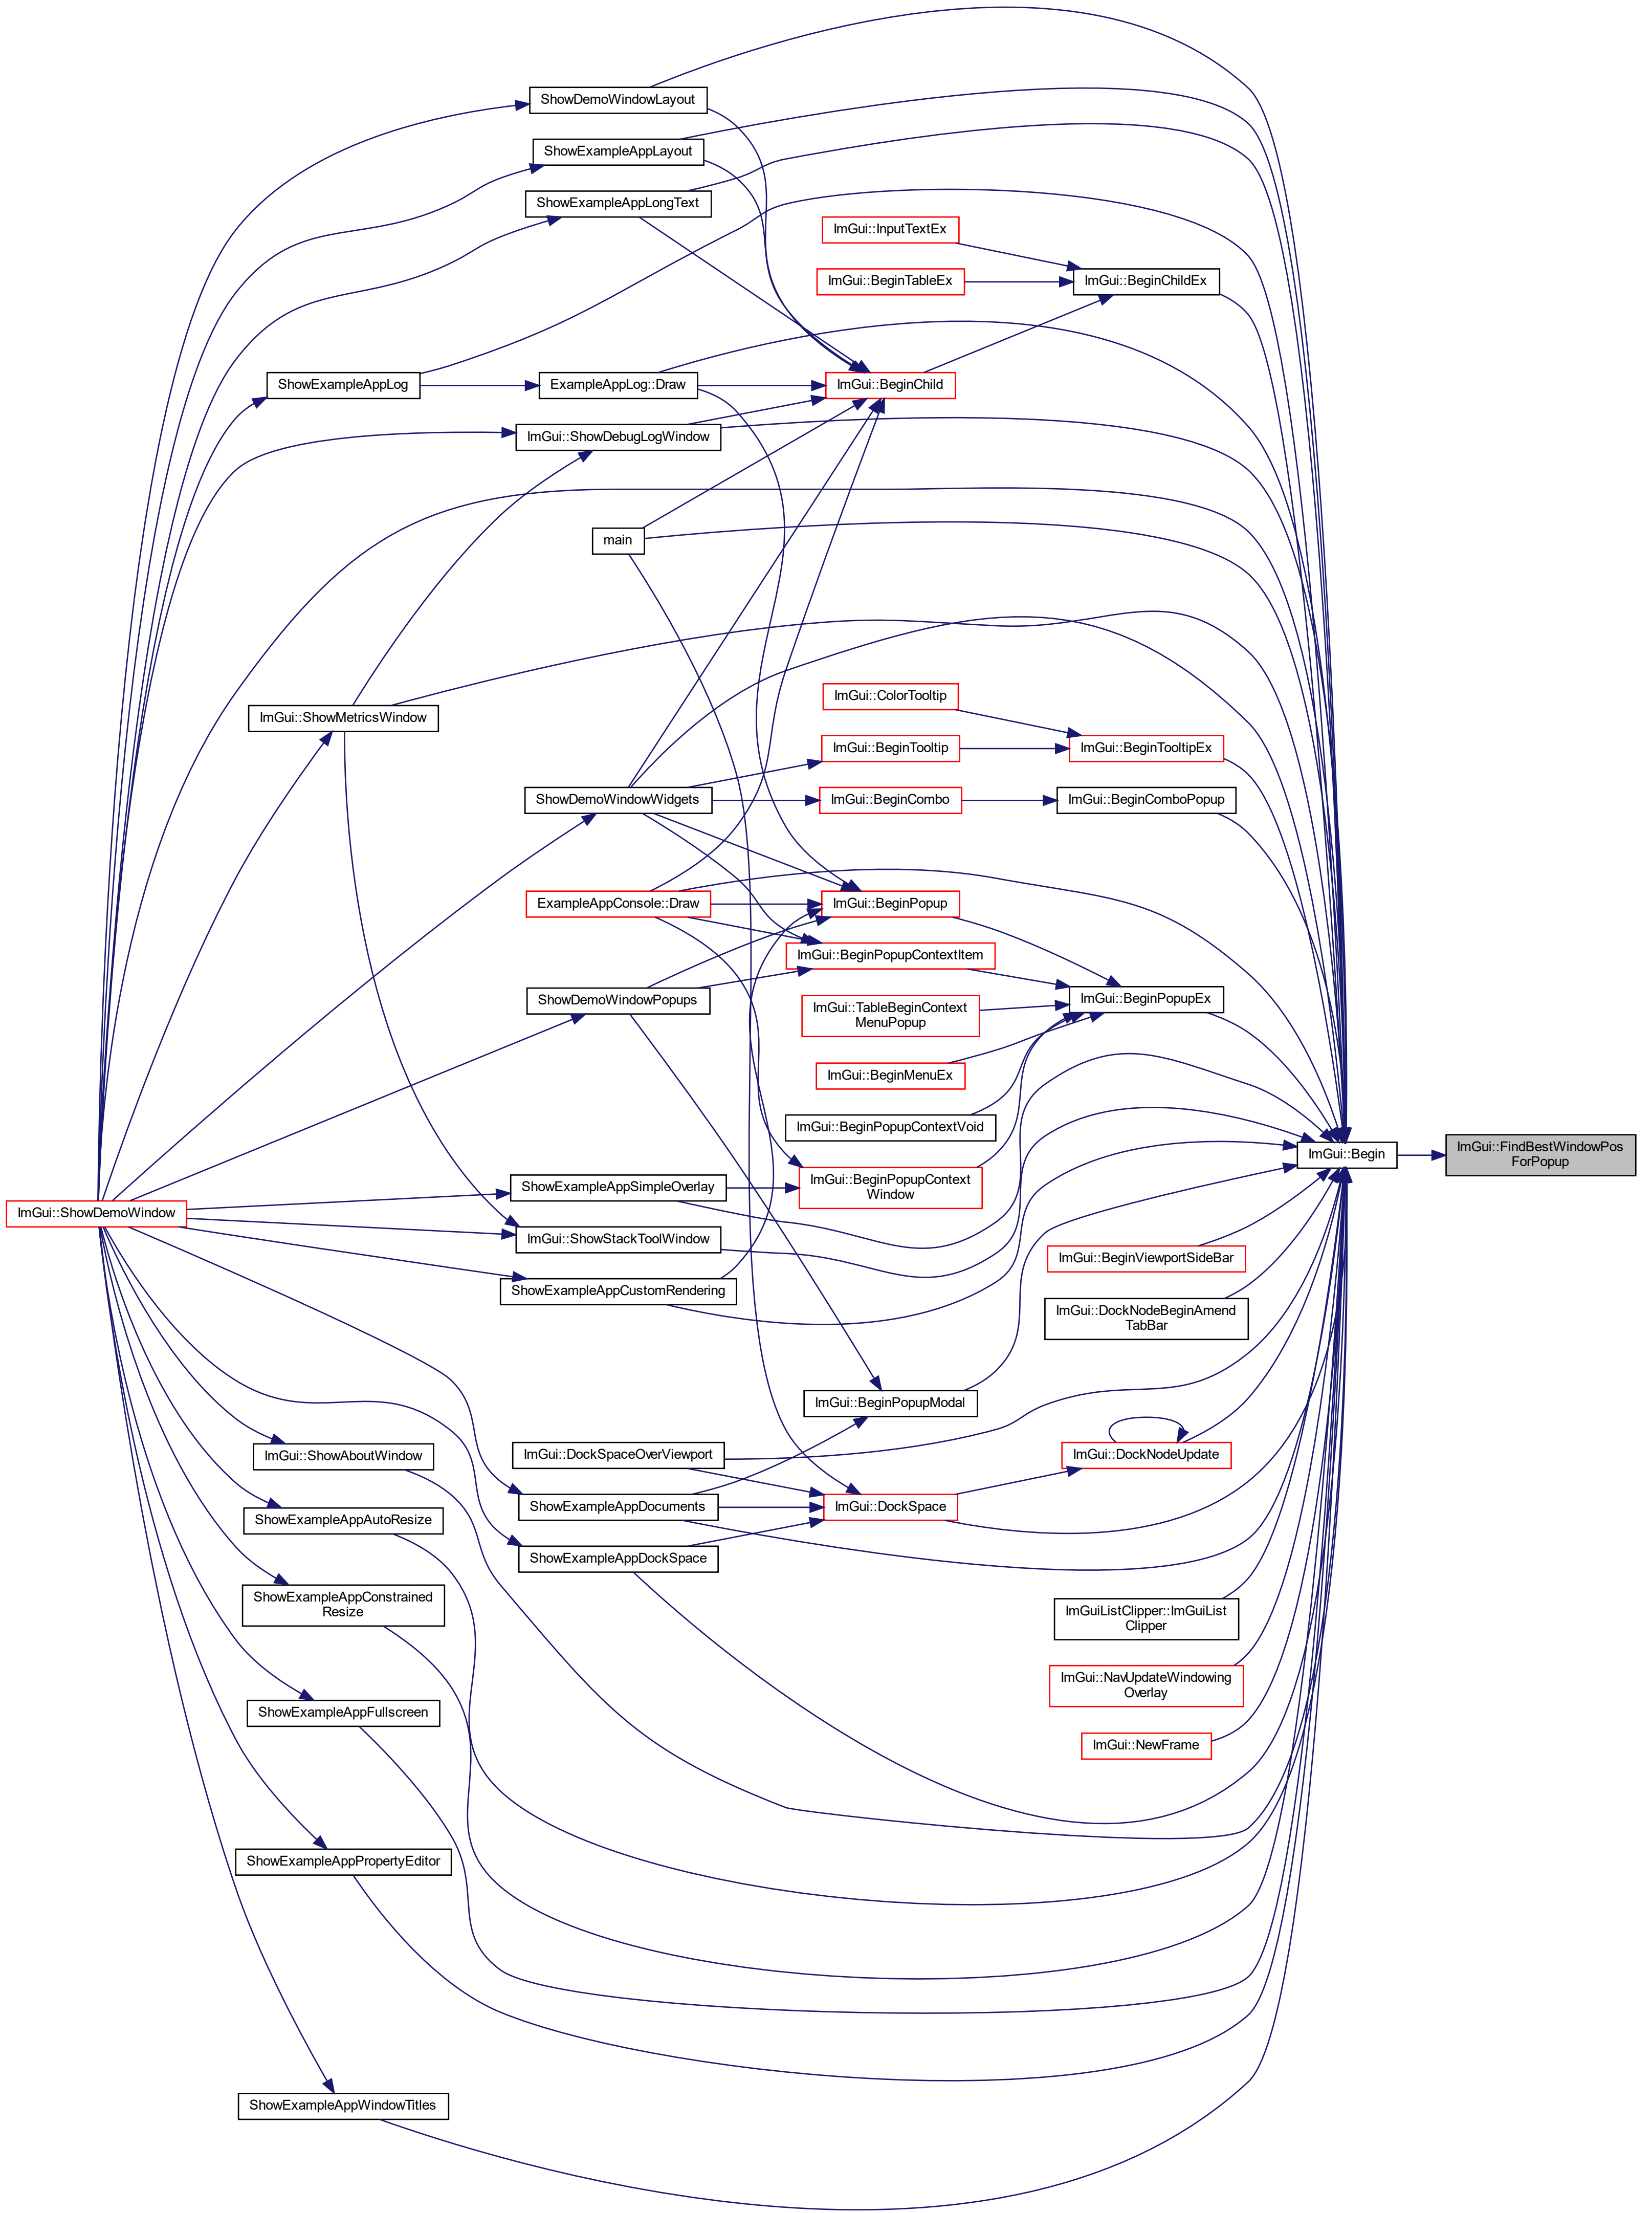 ShowDemoWindowLayout
ShowExampleAppLayout
ShowExampleAppLongText
ImGui::InputTextEx
ImGui::BeginTableEx
ImGui::BeginChildEx
ShowExampleAppLog
ExampleAppLog::Draw
ImGui::BeginChild
ImGui::ShowDebugLogWindow
main
ImGui::ColorTooltip
ImGui::ShowMetricsWindow
ImGui::BeginTooltip
ImGui::BeginTooltipEx
ShowDemoWindowWidgets
ImGui::BeginCombo
ImGui::BeginComboPopup
ExampleAppConsole::Draw
ImGui::BeginPopup
ImGui::BeginPopupContextItem
ShowDemoWindowPopups
ImGui::BeginPopupEx
ImGui::TableBeginContext
MenuPopup
ImGui::BeginMenuEx
ImGui::BeginPopupContextVoid
ImGui::Begin
ImGui::FindBestWindowPos
ForPopup
ShowExampleAppSimpleOverlay
ImGui::BeginPopupContext
Window
ImGui::ShowDemoWindow
ImGui::ShowStackToolWindow
ImGui::BeginViewportSideBar
ShowExampleAppCustomRendering
ImGui::DockNodeBeginAmend
TabBar
ImGui::BeginPopupModal
ImGui::ShowAboutWindow
ImGui::DockSpaceOverViewport
ImGui::DockNodeUpdate
ShowExampleAppDocuments
ImGui::DockSpace
ShowExampleAppAutoResize
ShowExampleAppDockSpace
ShowExampleAppConstrained
Resize
ImGuiListClipper::ImGuiList
Clipper
ImGui::NavUpdateWindowing
Overlay
ShowExampleAppFullscreen
ImGui::NewFrame
ShowExampleAppPropertyEditor
ShowExampleAppWindowTitles